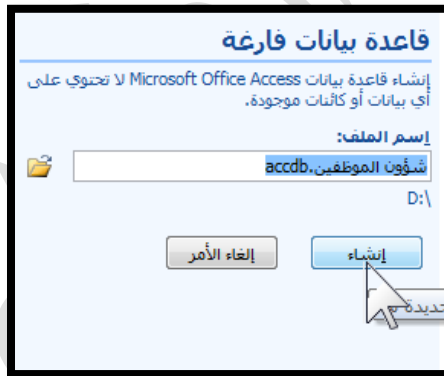 قاعدة بيانات فارغة
إنشاء قاعدة بيانات Microsoft Office Access لا تحتوي على
أي بيانات أو كائنات موجودة.
إسم الملف:
شؤون الموظفين.accdb
D:\
إنشاء
إلغاء الأمر